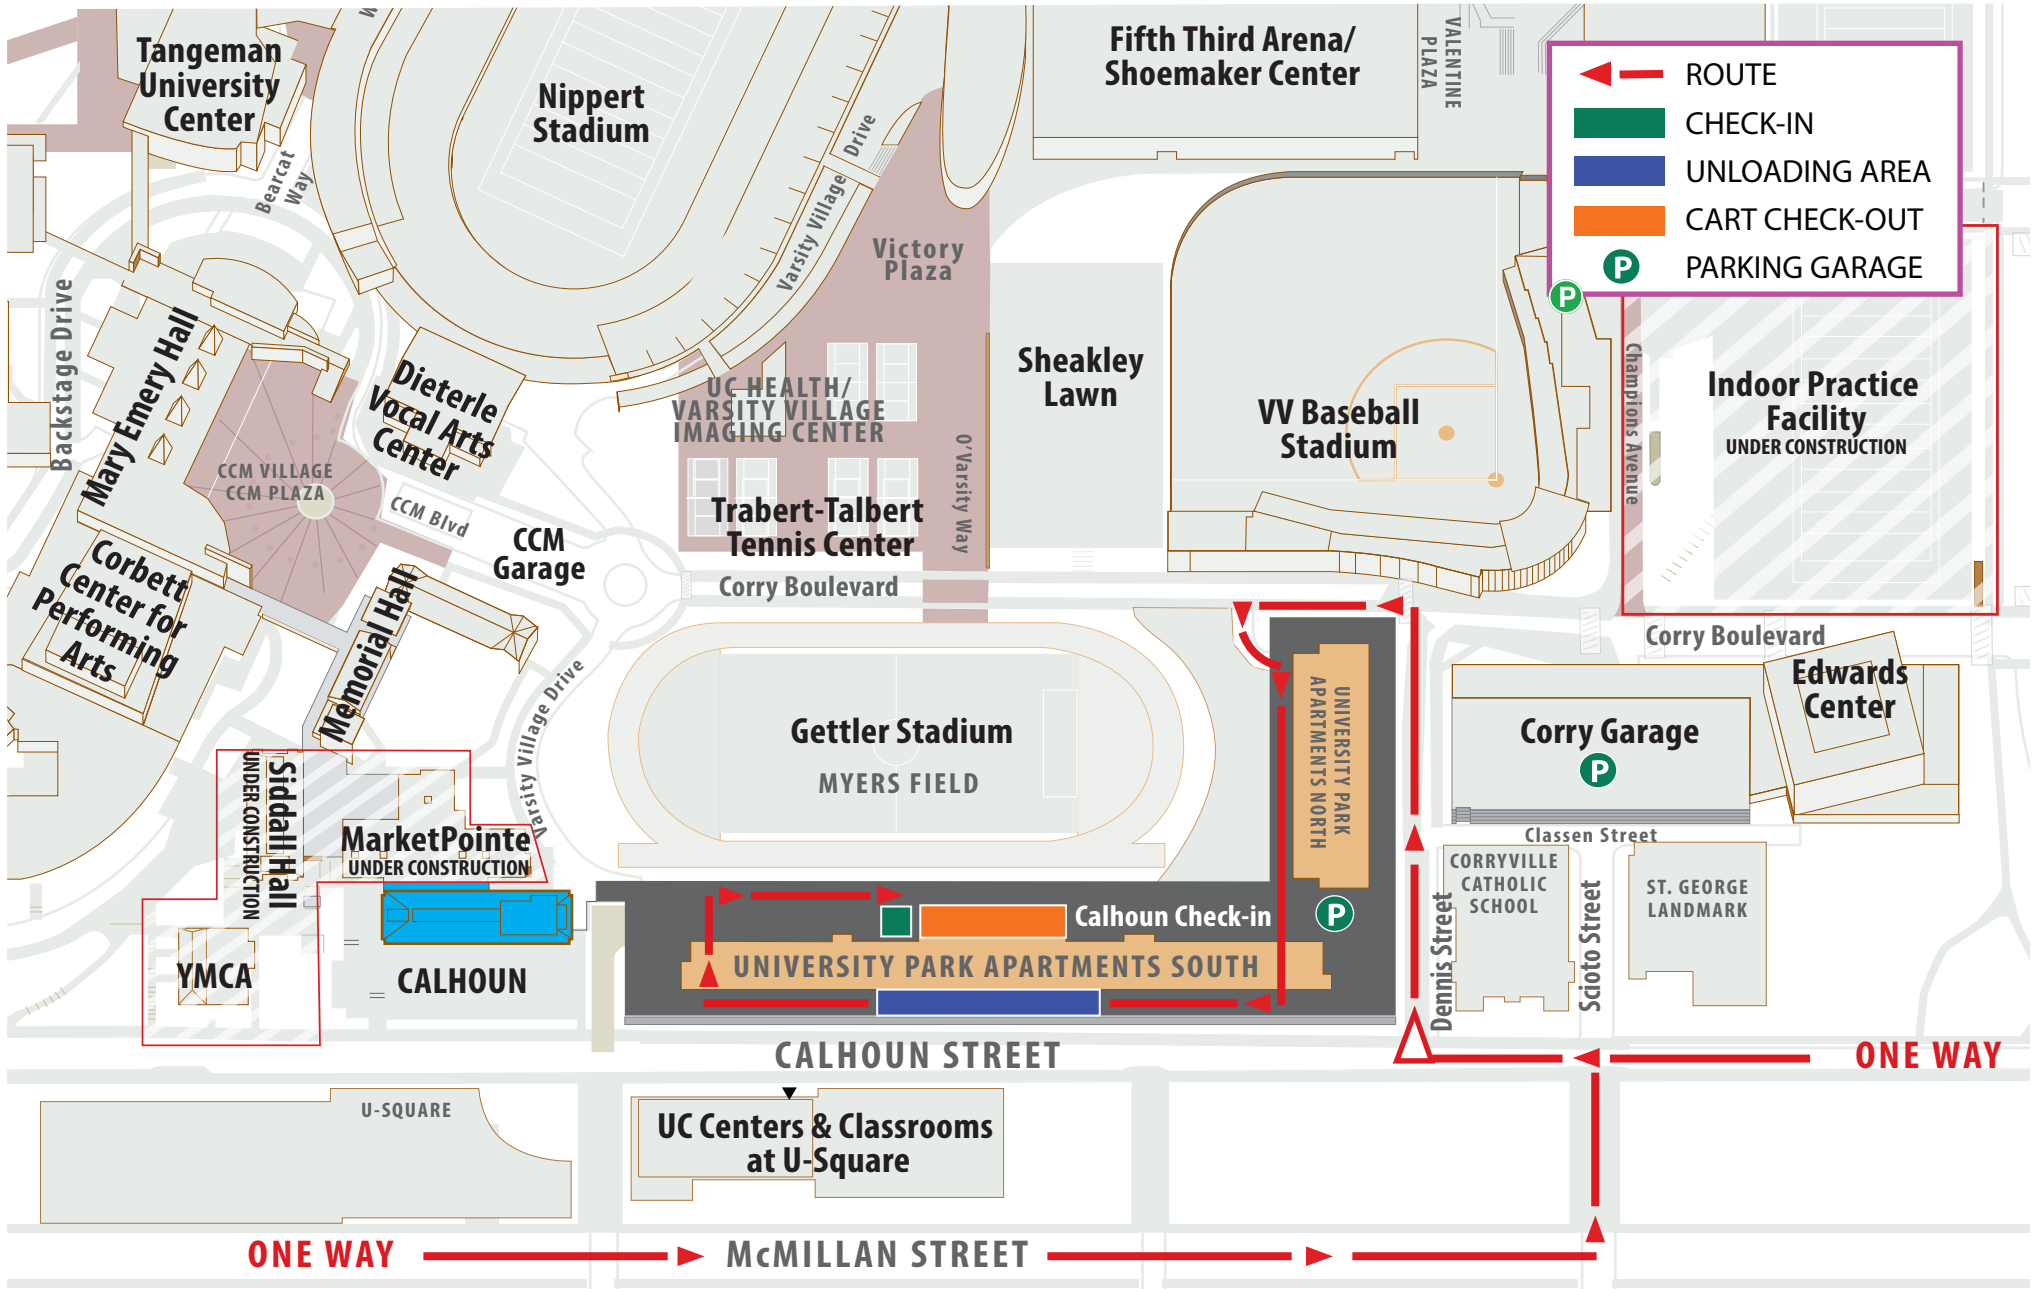 Tangeman
University
Center
Nippert
Stadium
Fifth Third Arena/
Shoemaker Center
VALENTINE
PLAZA
ROUTE
CHECK-IN
UNLOADING AREA
CART CHECK-OUT
P PARKING GARAGE
P
Bearcat
Way
Varsity Village Drive
Victory
Plaza
Backstage Drive
Mary Emery Hall
Dieterle
Vocal Arts
Center
UC HEALTH/
VARSITY VILLAGE
IMAGING CENTER
Sheakley
Lawn
VV Baseball
Stadium
Champions Avenue
Indoor Practice
Facility
UNDER CONSTRUCTION
CCM VILLAGE
CCM PLAZA
CCM Blvd
CCM
Garage
Trabert-Talbert
Tennis Center
O'Varsity Way
Corbett
Center for
Performing
Arts
Memorial Hall
Corry Boulevard
Corry Boulevard
Edwards
Center
Varsity Village Drive
Gettler Stadium
MYERS FIELD
UNIVERSITY PARK
APARTMENTS NORTH
Corry Garage
P
Siddall Hall
UNDER CONSTRUCTION
MarketPointe
UNDER CONSTRUCTION
Classen Street
CORRYVILLE
CATHOLIC
SCHOOL
ST. GEORGE
LANDMARK
Dennis Street
Scioto Street
Calhoun Check-in
P
YMCA
CALHOUN
UNIVERSITY PARK APARTMENTS SOUTH
CALHOUN STREET
ONE WAY
U-SQUARE
UC Centers & Classrooms
at U-Square
ONE WAY
McMILLAN STREET